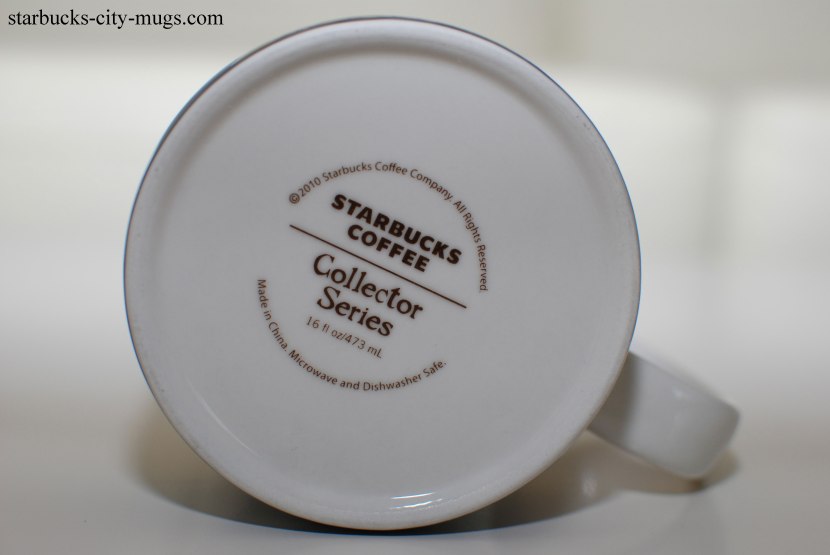 starbucks-city-mugs.com
©2010 Starbucks Coffee Company. All Rights Reserved.
STARBUCKS
COFFEE
Collector
Series
16 fl oz/473 mL
Made in China. Microwave and Dishwasher Safe.